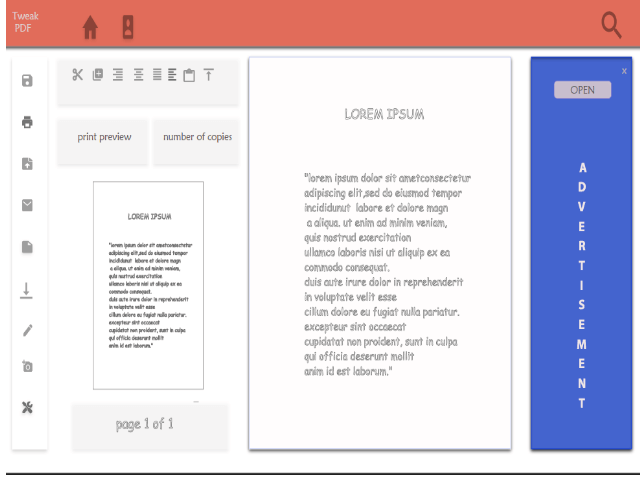 Tweak
PDF
print preview
number of copies
LOREM IPSUM
"lorem ipsum dolor sit ametconsectetur
adipiscing elit,sed do eiusmod tempor
incididunut labore et dolore magn
a aliqua. ut enim ad minim veniam,
quis nostrud exercitation
ullamco laboris nisi ut aliquip ex ea
commodo consequat.
duis aute irure dolor in reprehenderit
in voluptate velit esse
cillum dolore eu fugiat nulla pariatur.
excepteur sint occaecat
cupidatat non proident, sunt in culpa
qui officia deserunt mollit
anim id est laborum."
page 1 of 1
LOREM IPSUM
"lorem ipsum dolor sit ametconsectetur
adipiscing elit,sed do eiusmod tempor
incididunut labore et dolore magn
a aliqua. ut enim ad minim veniam,
quis nostrud exercitation
ullamco laboris nisi ut aliquip ex ea
commodo consequat.
duis aute irure dolor in reprehenderit
in voluptate velit esse
cillum dolore eu fugiat nulla pariatur.
excepteur sint occaecat
cupidatat non proident, sunt in culpa
qui officia deserunt mollit
anim id est laborum."
x
OPEN
ADVERTISEMENT